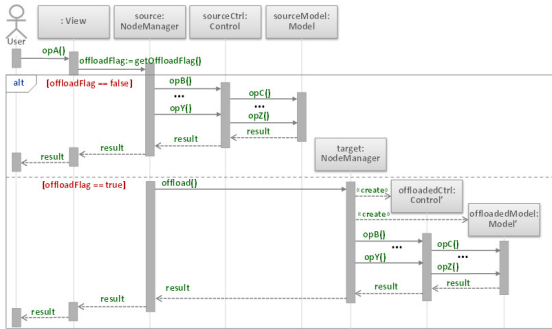 : View
source:
NodeManager
sourceCtrl:
Control
sourceModel:
Model
User
opA()
offloadFlag:= getOffloadFlag()
alt
[offloadFlag == false]
opB()
...
opY()
opC()
...
opZ()
result
result
result
result
target:
NodeManager
[offloadFlag == true]
offload()
«create»
offloadedCtrl:
Control'
«create»
offloadedModel:
Model'
opB()
...
opY()
opC()
...
opZ()
result
result
result
result
result